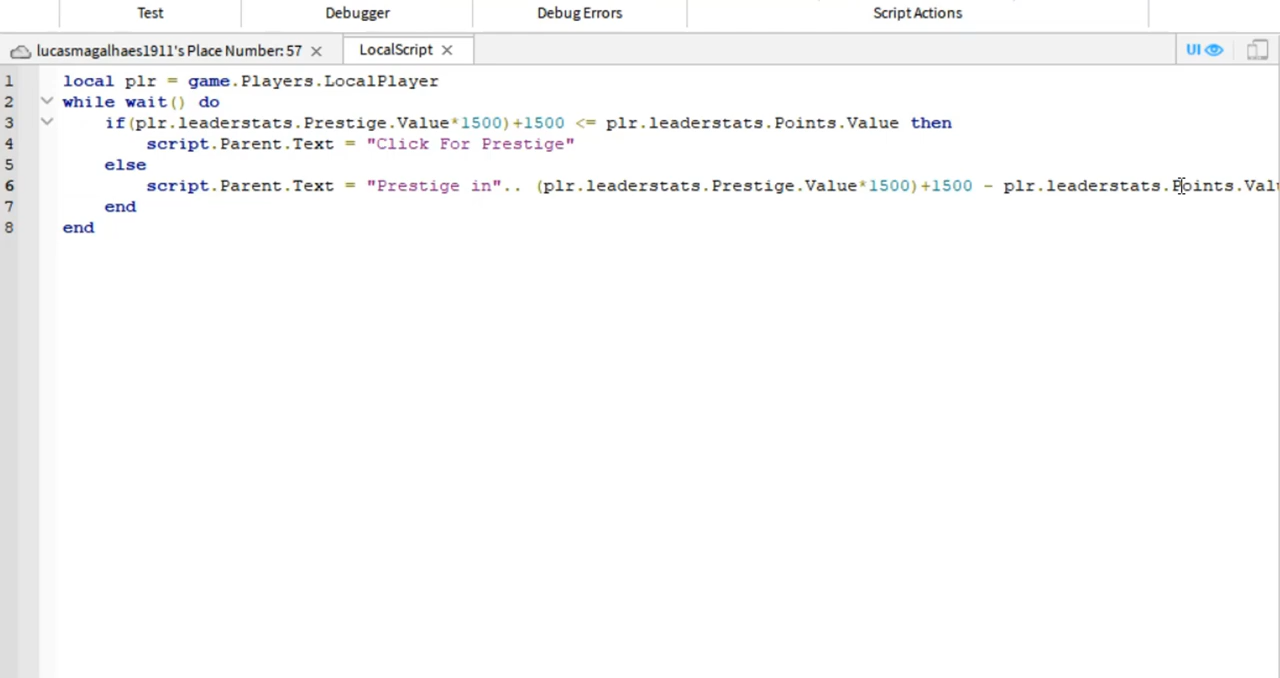 Test Debugger Debug Errors Script Actions
lucasmagalhaes1911's Place Number: 57 × LocalScript × UI
1 local plr = game.Players.LocalPlayer
2 while wait() do
3 if(plr.leaderstats.Prestige.Value*1500)+1500 <= plr.leaderstats.Points.Value then
4 script.Parent.Text = "Click For Prestige"
5 else
6 script.Parent.Text = "Prestige in".. (plr.leaderstats.Prestige.Value*1500)+1500 - plr.leaderstats.Points.Val
7 end
8 end